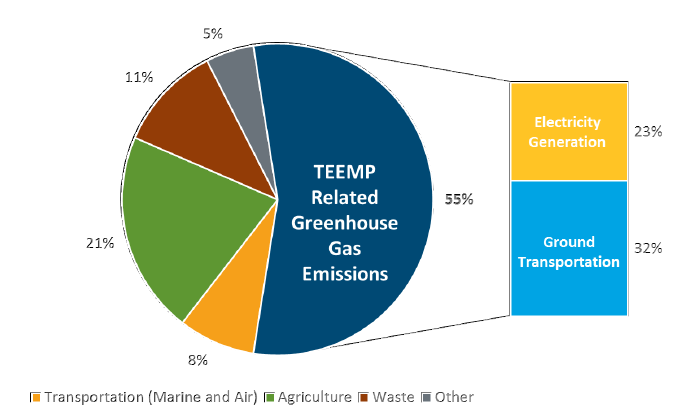 5%
11%
21%
8%
TEEMP
Related
Greenhouse
Gas
Emissions
55%
Electricity
Generation
23%
Ground
Transportation
32%
Transportation (Marine and Air) Agriculture Waste Other